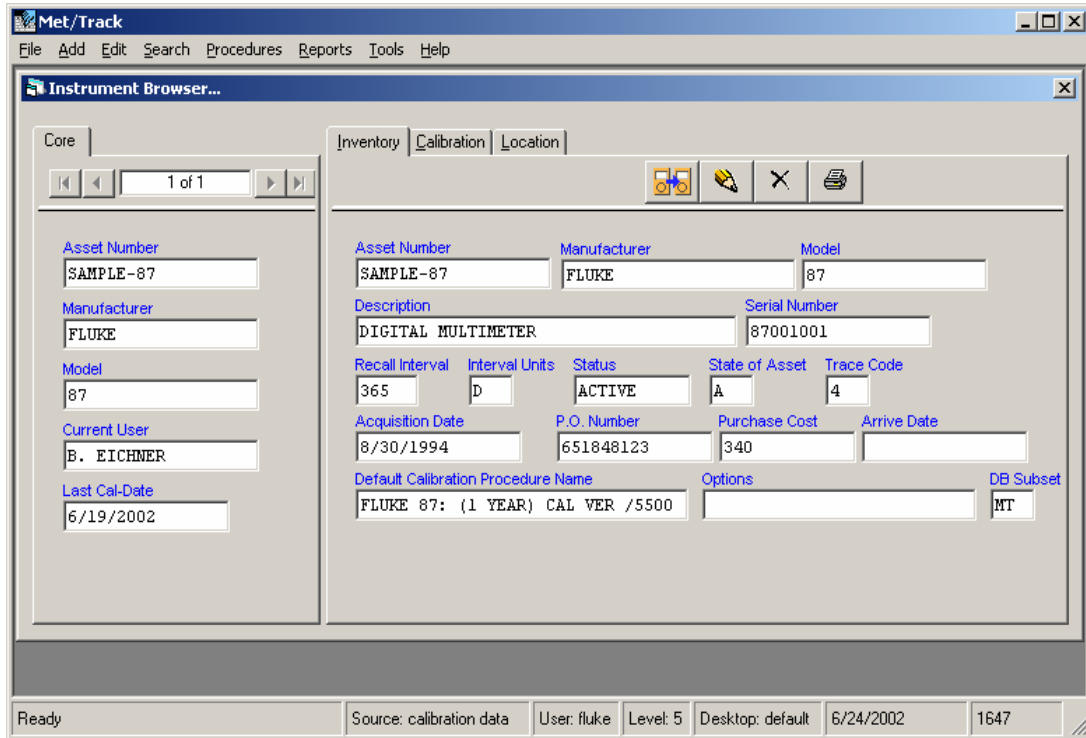 Met/Track
File Add Edit Search Procedures Reports Tools Help
Instrument Browser...
Core
1 of 1
Asset Number
SAMPLE-87
Manufacturer
FLUKE
Model
87
Current User
B. EICHNER
Last Cal-Date
6/19/2002
Inventory Calibration Location
Asset Number Manufacturer Model
SAMPLE-87 FLUKE 87
Description Serial Number
DIGITAL MULTIMETER 87001001
Recall Interval Interval Units Status State of Asset Trace Code
365 D ACTIVE A 4
Acquisition Date P.O. Number Purchase Cost Arrive Date
8/30/1994 651848123 340
Default Calibration Procedure Name Options DB Subset
FLUKE 87: (1 YEAR) CAL VER /5500 MT
Ready Source: calibration data User: fluke Level: 5 Desktop: default 6/24/2002 1647